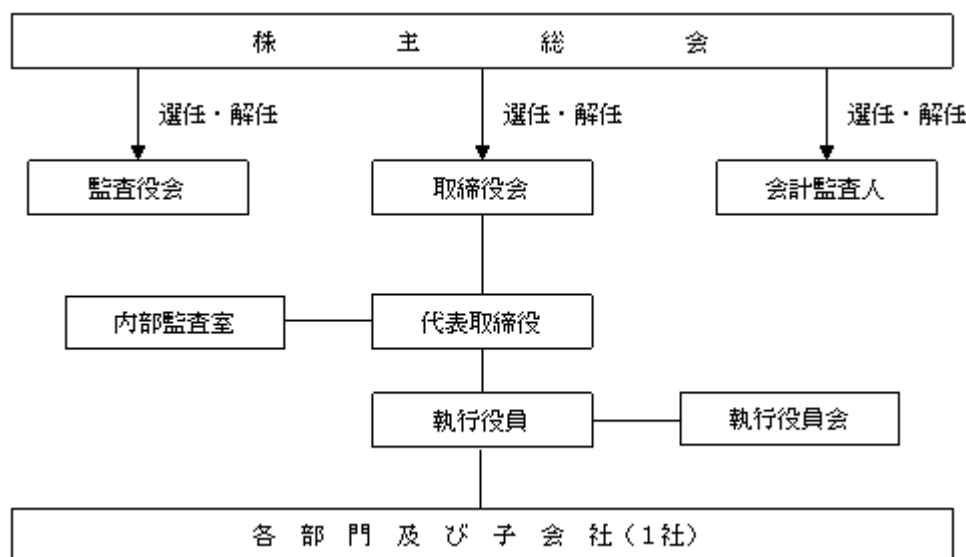 株主総会
選任・解任 選任・解任 選任・解任
監査役会 取締役会 会計監査人
内部監査室 代表取締役
執行役員 執行役員会
各部門及び子会社(1社)